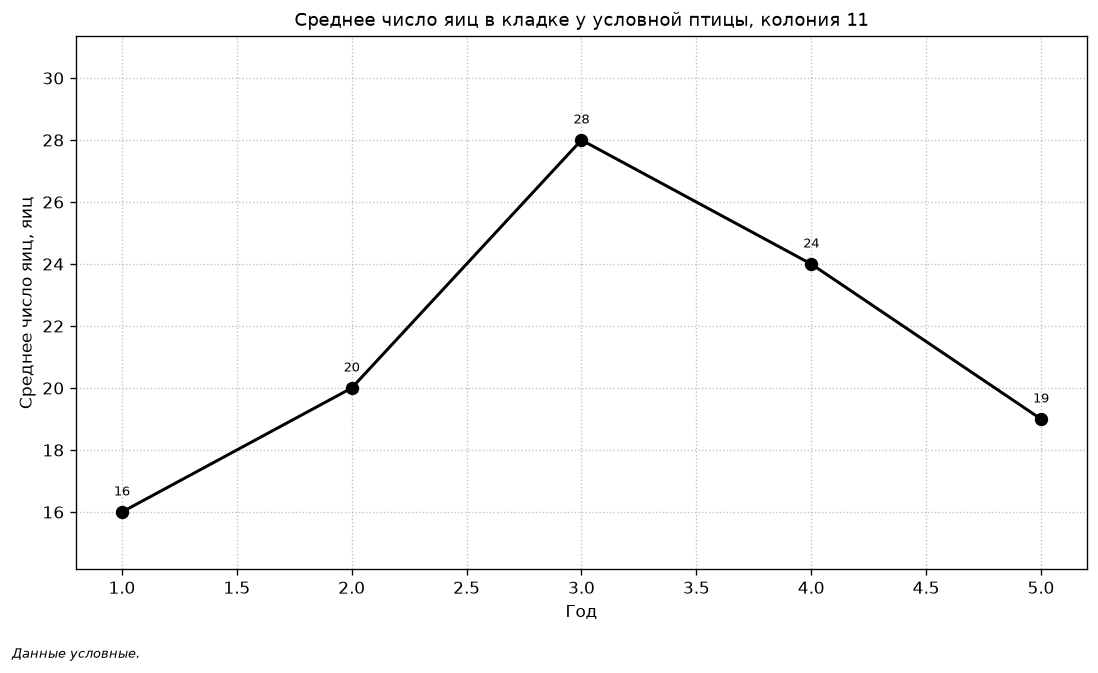 Среднее число яиц в кладке у условной птицы, колония 11
Среднее число яиц, яиц
30
28
26
24
22
20
18
16
16
20
28
24
19
1.0 1.5 2.0 2.5 3.0 3.5 4.0 4.5 5.0
Год
Данные условные.